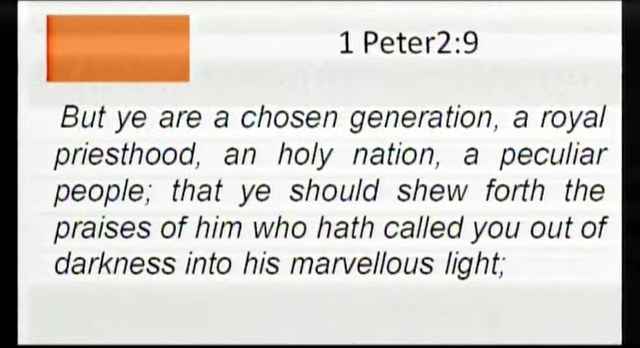 1 Peter2:9
But ye are a chosen generation, a royal
priesthood, an holy nation, a peculiar
people; that ye should shew forth the
praises of him who hath called you out of
darkness into his marvellous light;